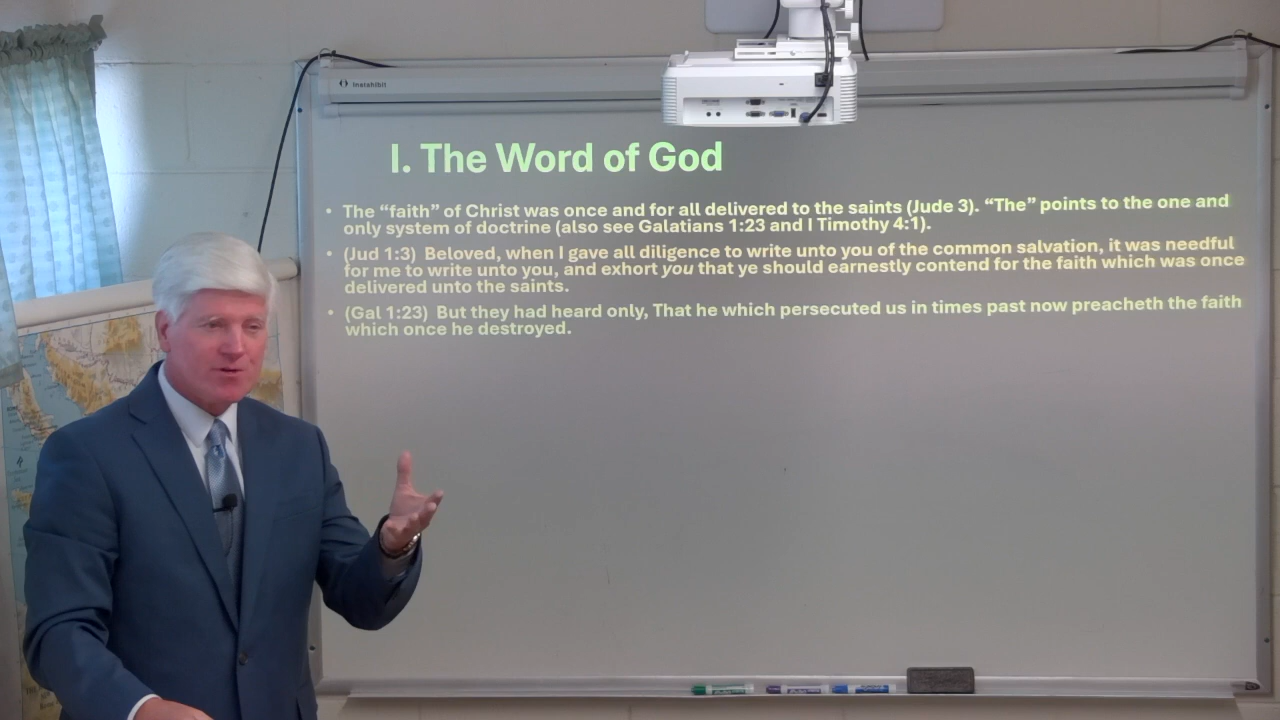 Instahibit
I. The Word of God
• The “faith” of Christ was once and for all delivered to the saints (Jude 3). “The” points to the one and
only system of doctrine (also see Galatians 1:23 and I Timothy 4:1).
• (Jud 1:3) Beloved, when I gave all diligence to write unto you of the common salvation, it was needful
for me to write unto you, and exhort you that ye should earnestly contend for the faith which was once
delivered unto the saints.
• (Gal 1:23) But they had heard only, That he which persecuted us in times past now preacheth the faith
which once he destroyed.